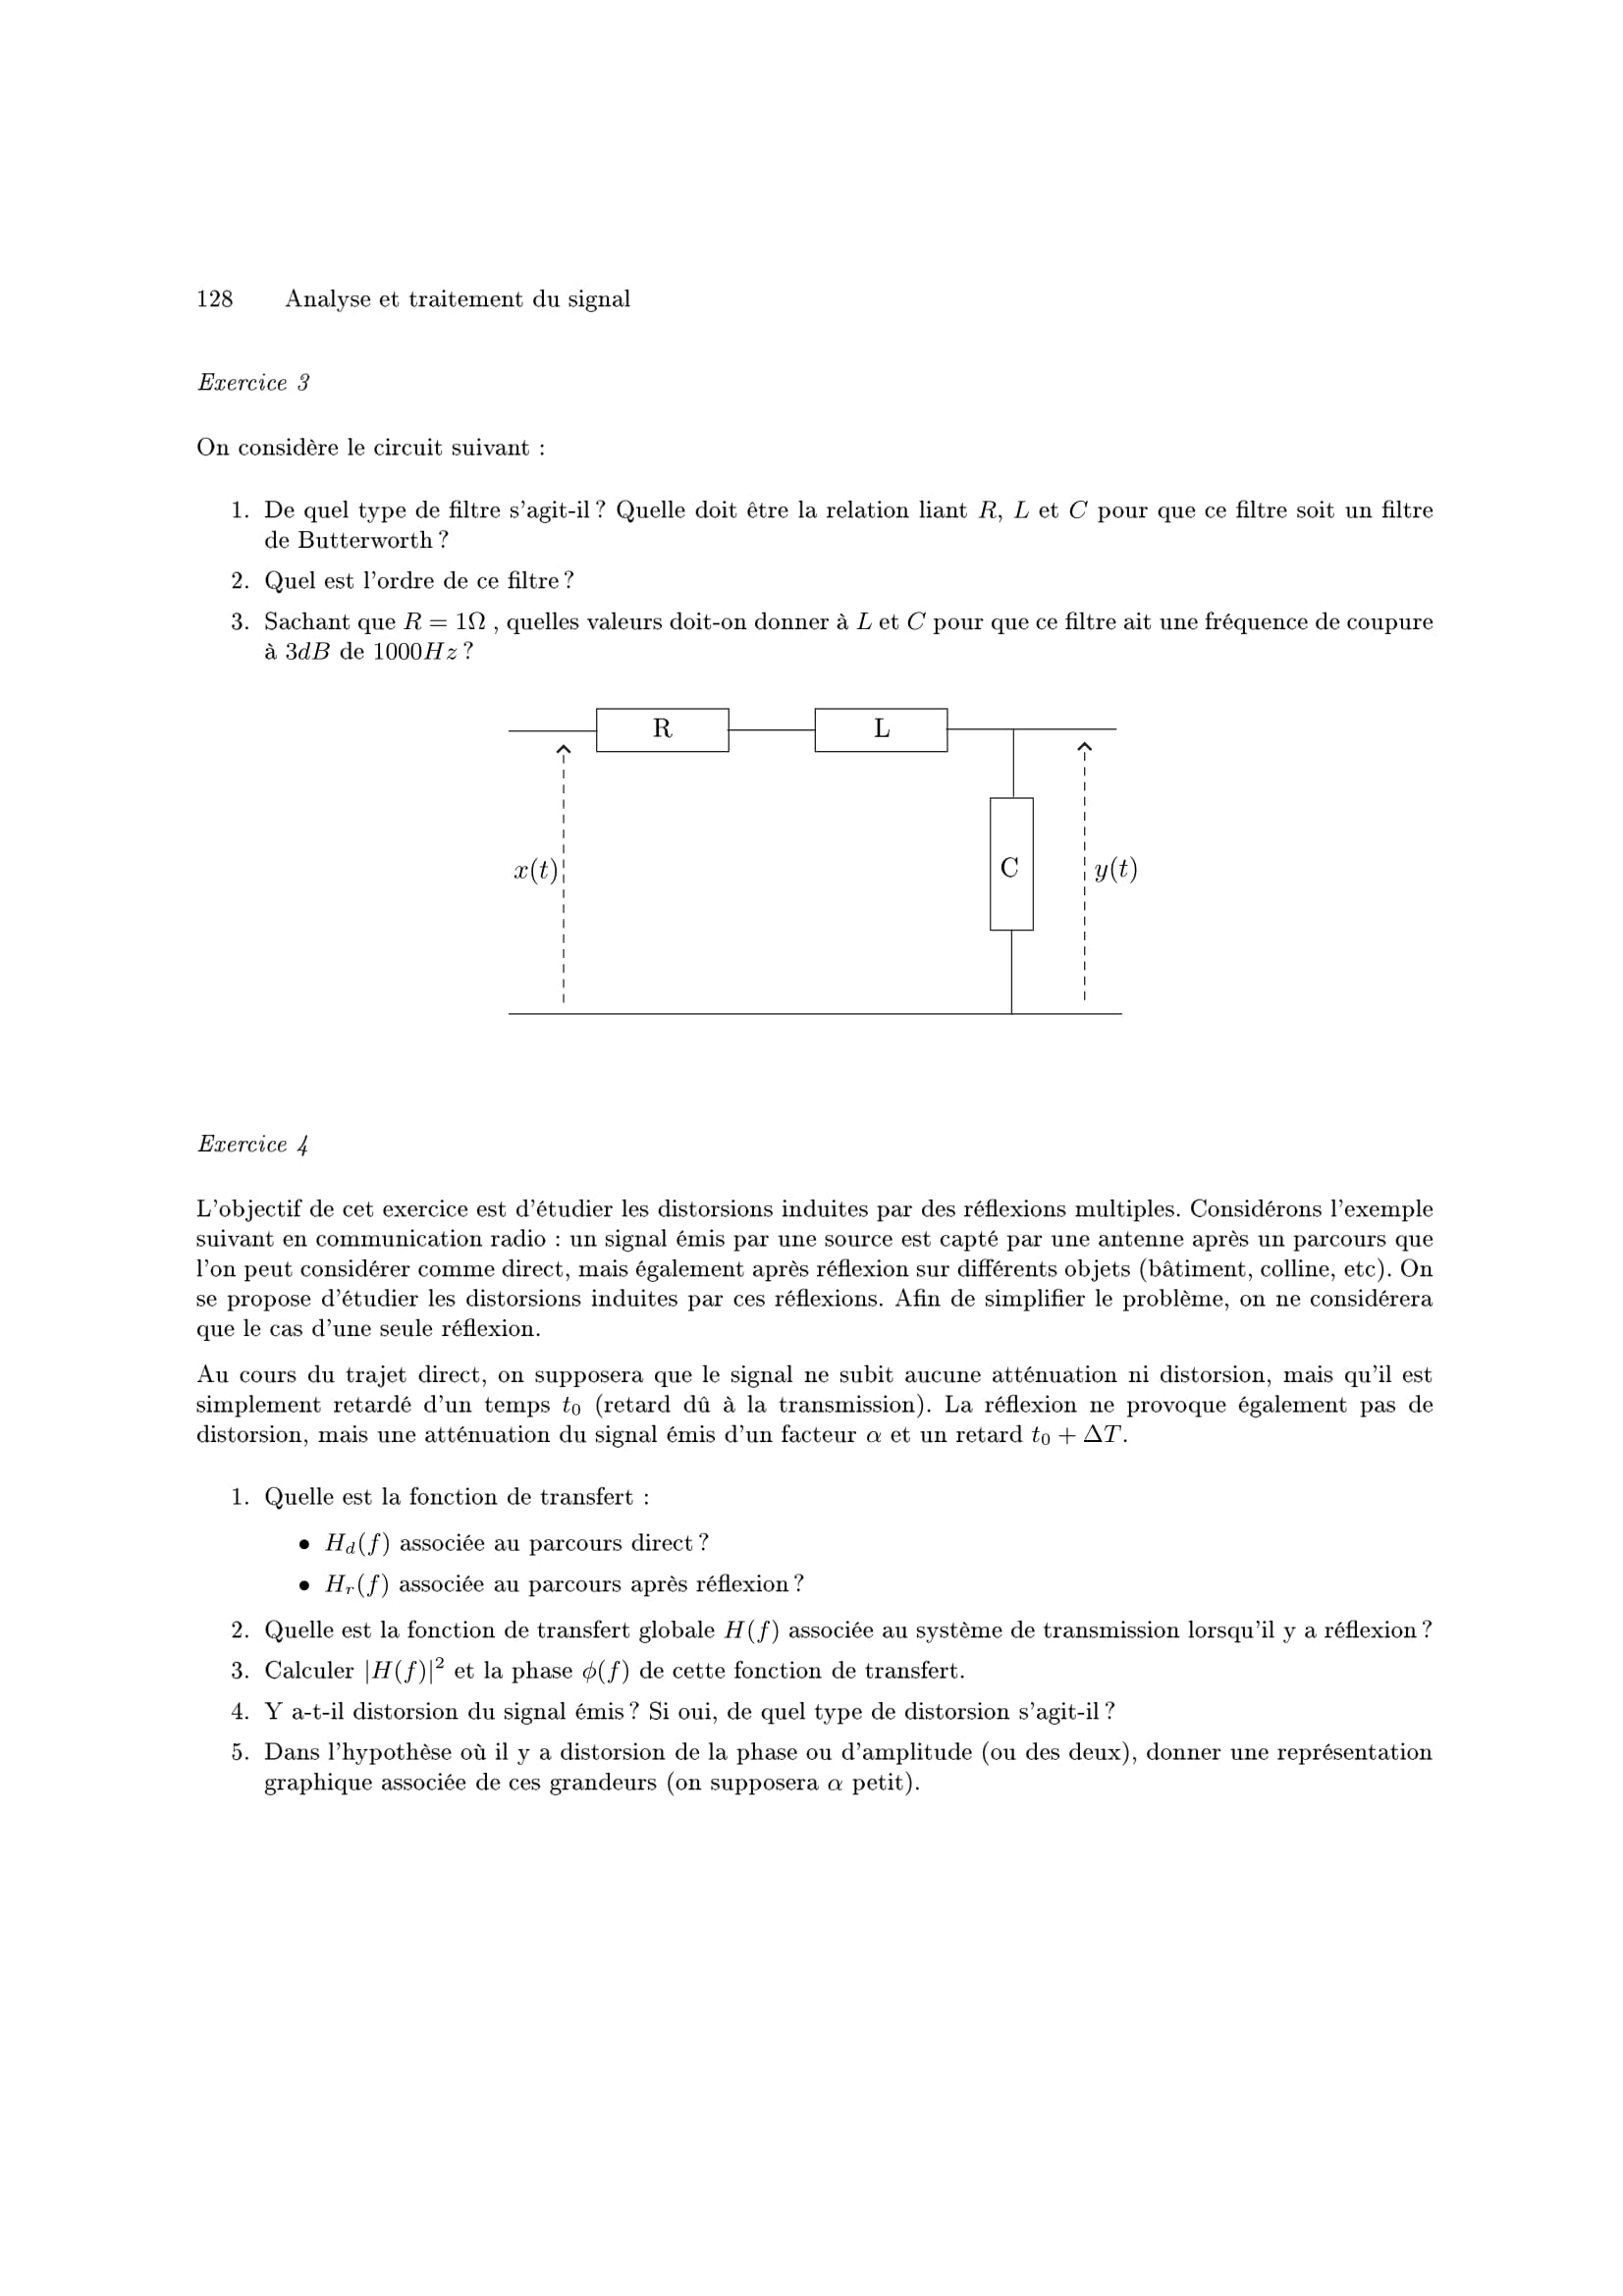 128 Analyse et traitement du signal
Exercice 3
On considère le circuit suivant :
1. De quel type de filtre s'agit-il ? Quelle doit être la relation liant R, L et C pour que ce filtre soit un filtre
de Butterworth ?
2. Quel est l'ordre de ce filtre ?
3. Sachant que R = 1Ω , quelles valeurs doit-on donner à L et C pour que ce filtre ait une fréquence de coupure
à 3dB de 1000Hz ?
R
L
x(t)
C
y(t)
Exercice 4
L'objectif de cet exercice est d'étudier les distorsions induites par des réflexions multiples. Considérons l'exemple
suivant en communication radio : un signal émis par une source est capté par une antenne après un parcours que
l'on peut considérer comme direct, mais également après réflexion sur différents objets (bâtiment, colline, etc). On
se propose d'étudier les distorsions induites par ces réflexions. Afin de simplifier le problème, on ne considérera
que le cas d'une seule réflexion.
Au cours du trajet direct, on supposera que le signal ne subit aucune atténuation ni distorsion, mais qu'il est
simplement retardé d'un temps t₀ (retard dû à la transmission). La réflexion ne provoque également pas de
distorsion, mais une atténuation du signal émis d'un facteur α et un retard t₀ + ΔT.
1. Quelle est la fonction de transfert :
• H_d(f) associée au parcours direct ?
• H_r(f) associée au parcours après réflexion ?
2. Quelle est la fonction de transfert globale H(f) associée au système de transmission lorsqu'il y a réflexion ?
3. Calculer |H(f)|² et la phase ϕ(f) de cette fonction de transfert.
4. Y a-t-il distorsion du signal émis ? Si oui, de quel type de distorsion s'agit-il ?
5. Dans l'hypothèse où il y a distorsion de la phase ou d'amplitude (ou des deux), donner une représentation
graphique associée de ces grandeurs (on supposera α petit).